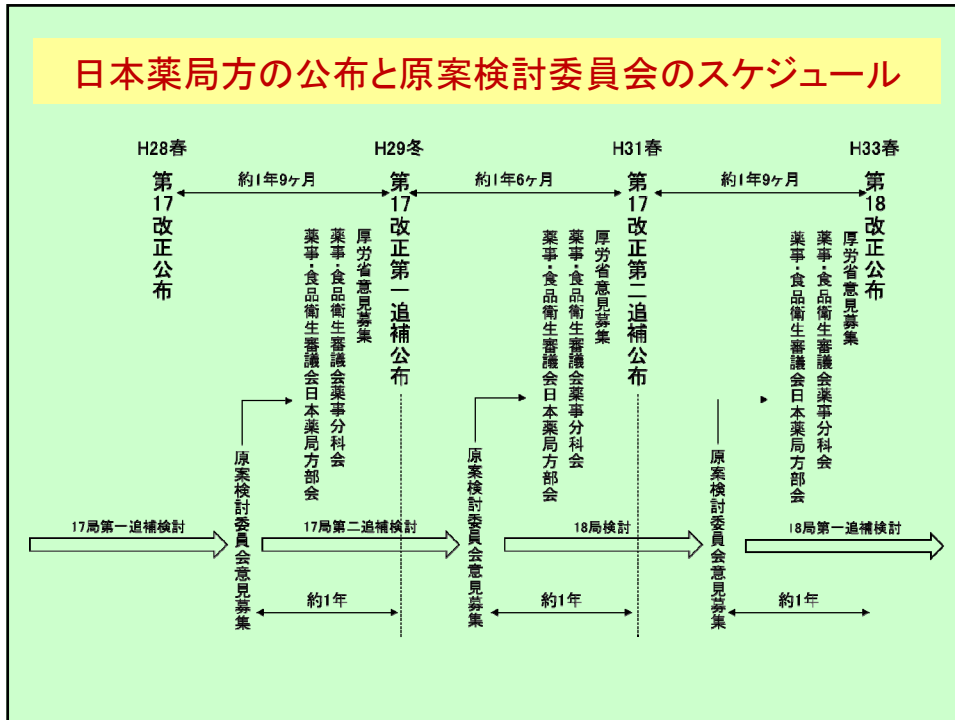 日本薬局方の公布と原案検討委員会のスケジュール
H28春
H29冬
H31春
H33春
第17改正公布
約1年9ヶ月
第17改正第一追補公布
約1年6ヶ月
第17改正第二追補公布
約1年9ヶ月
第18改正公布
厚労省意見募集
薬事・食品衛生審議会薬事分科会
薬事・食品衛生審議会日本薬局方部会
厚労省意見募集
薬事・食品衛生審議会薬事分科会
薬事・食品衛生審議会日本薬局方部会
厚労省意見募集
薬事・食品衛生審議会薬事分科会
薬事・食品衛生審議会日本薬局方部会
17局第一追補検討
原案検討委員会意見募集
17局第二追補検討
原案検討委員会意見募集
18局検討
原案検討委員会意見募集
18局第一追補検討
約1年
約1年
約1年